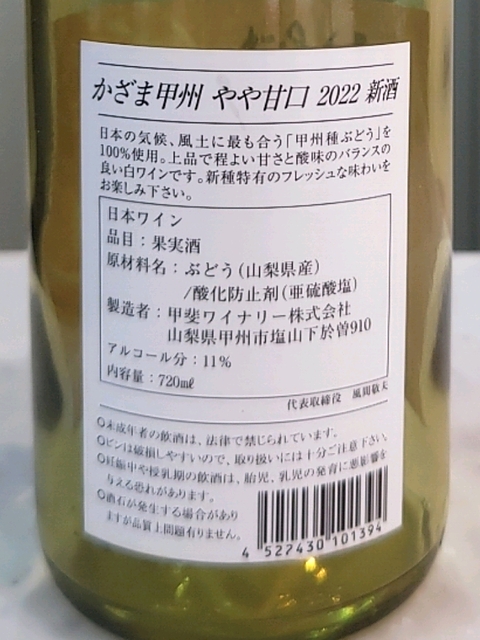 かざま甲州 やや甘口 2022 新酒
日本の気候、風土に最も合う「甲州種ぶどう」を
100%使用。上品で程よい甘さと酸味のバランスの
良い白ワインです。新種特有のフレッシュな味わいを
お楽しみ下さい。
日本ワイン
品目：果実酒
原材料名：ぶどう(山梨県産)
/酸化防止剤(亜硫酸塩)
製造者：甲斐ワイナリー株式会社
山梨県甲州市塩山下於曽910
アルコール分：11%
内容量：720mℓ
代表取締役 風間敬夫
○未成年者の飲酒は、法律で禁じられています。
○ビンは破損しやすいので、取り扱いには十分ご注意下さい。
○妊娠中や授乳期の飲酒は、胎児、乳児の発育に悪影響を
与える恐れがあります。
○酒石が発生する場合があり
ますが品質上問題有りません。
4 522430 101394